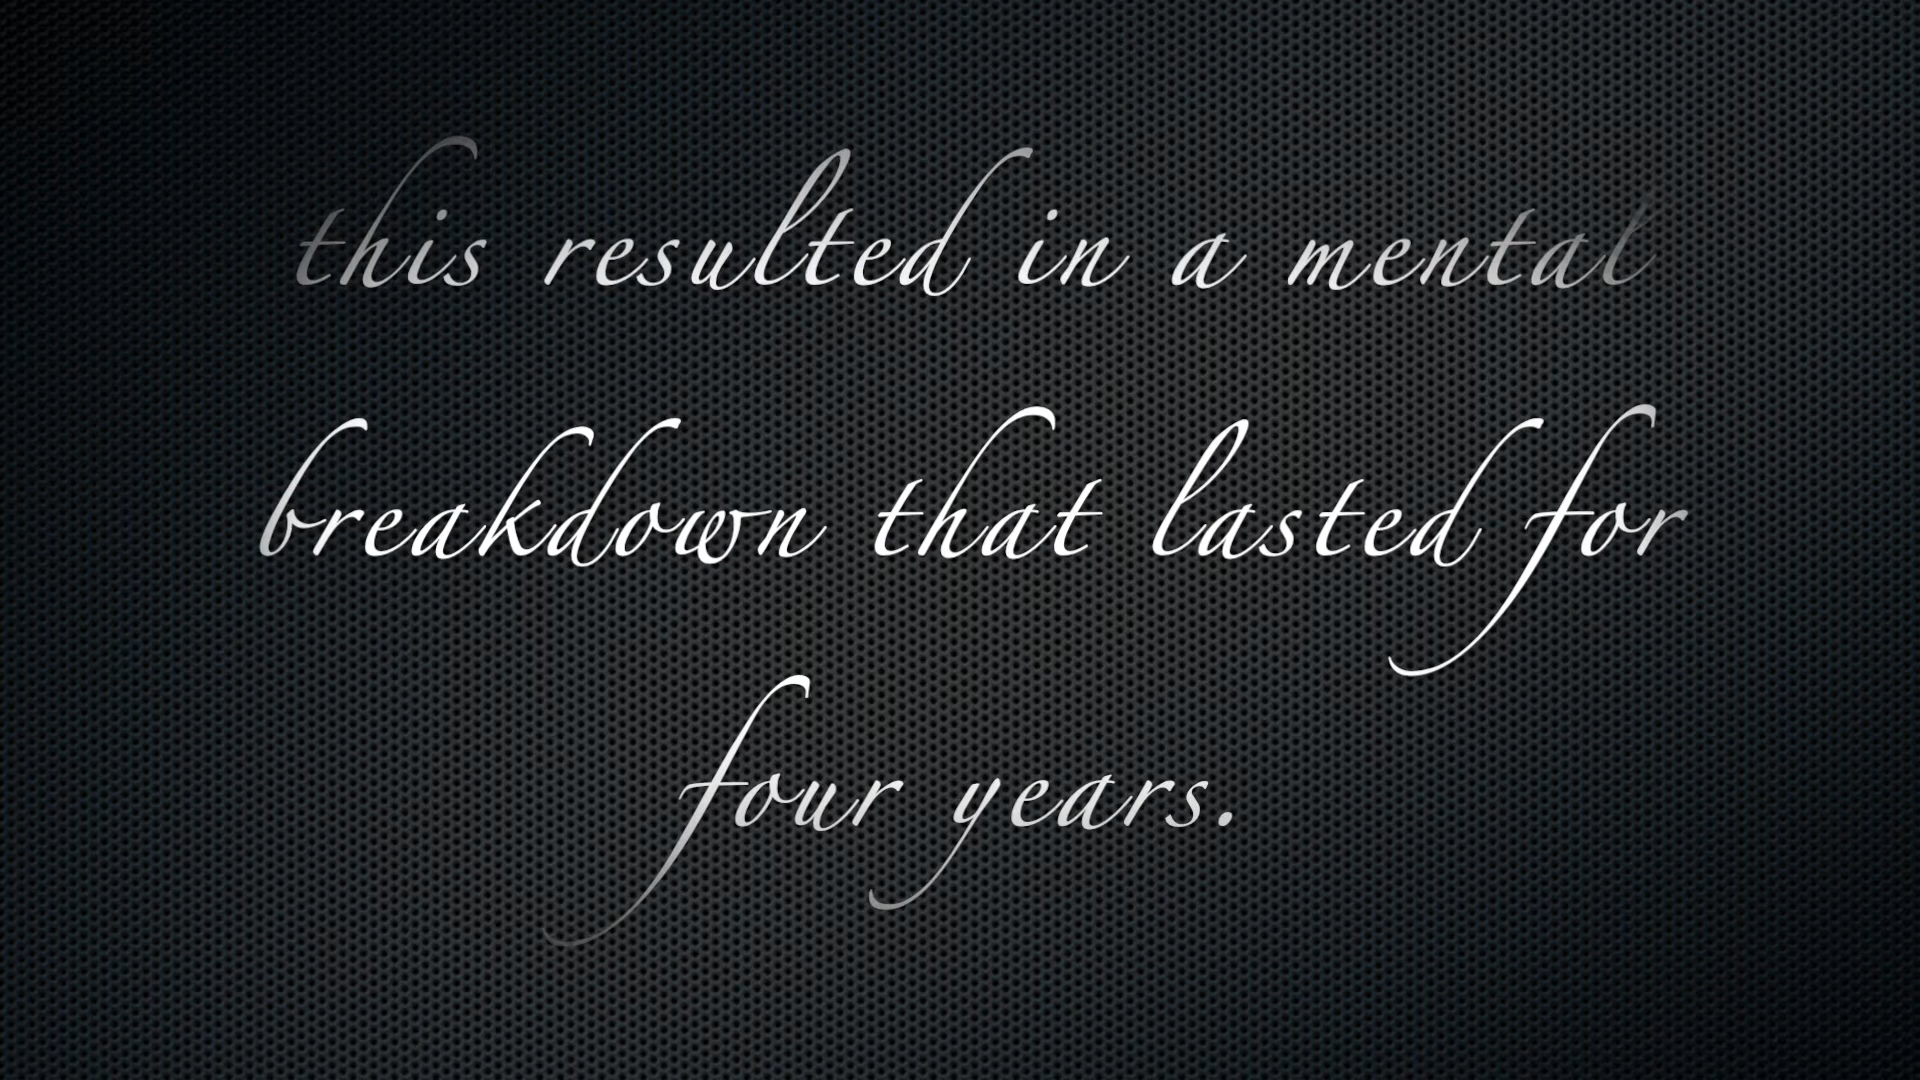 this resulted in a mental
breakdown that lasted for
four years.